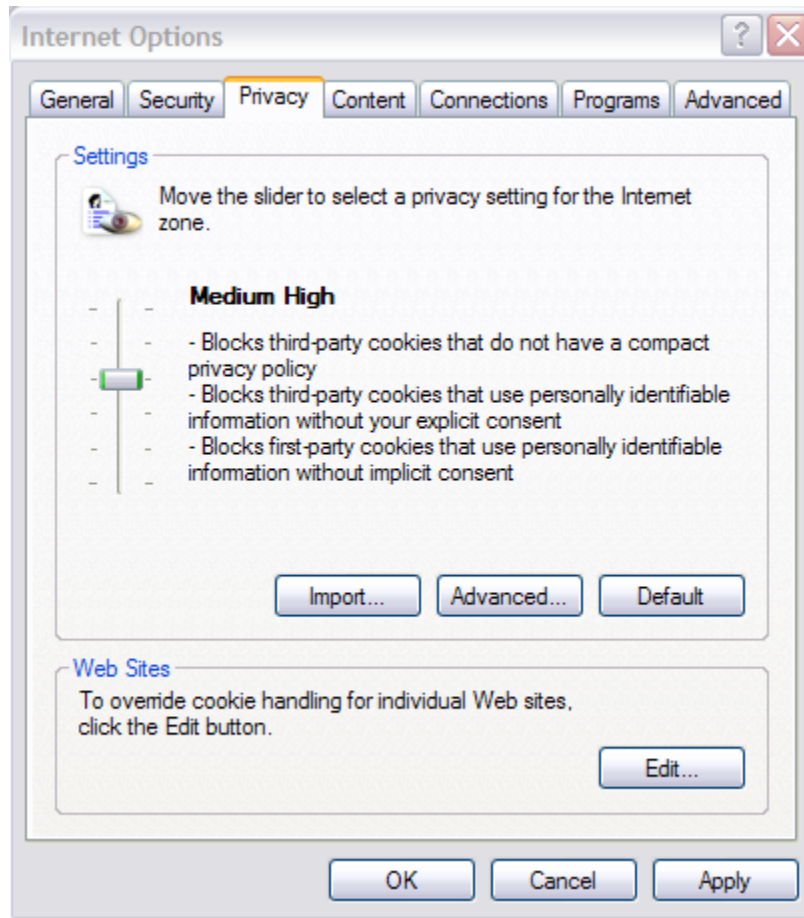 Internet Options
General Security Privacy Content Connections Programs Advanced
Settings
Move the slider to select a privacy setting for the Internet
zone.
Medium High
- Blocks third-party cookies that do not have a compact
privacy policy
- Blocks third-party cookies that use personally identifiable
information without your explicit consent
- Blocks first-party cookies that use personally identifiable
information without implicit consent
Import... Advanced... Default
Web Sites
To override cookie handling for individual Web sites,
click the Edit button.
Edit...
OK Cancel Apply